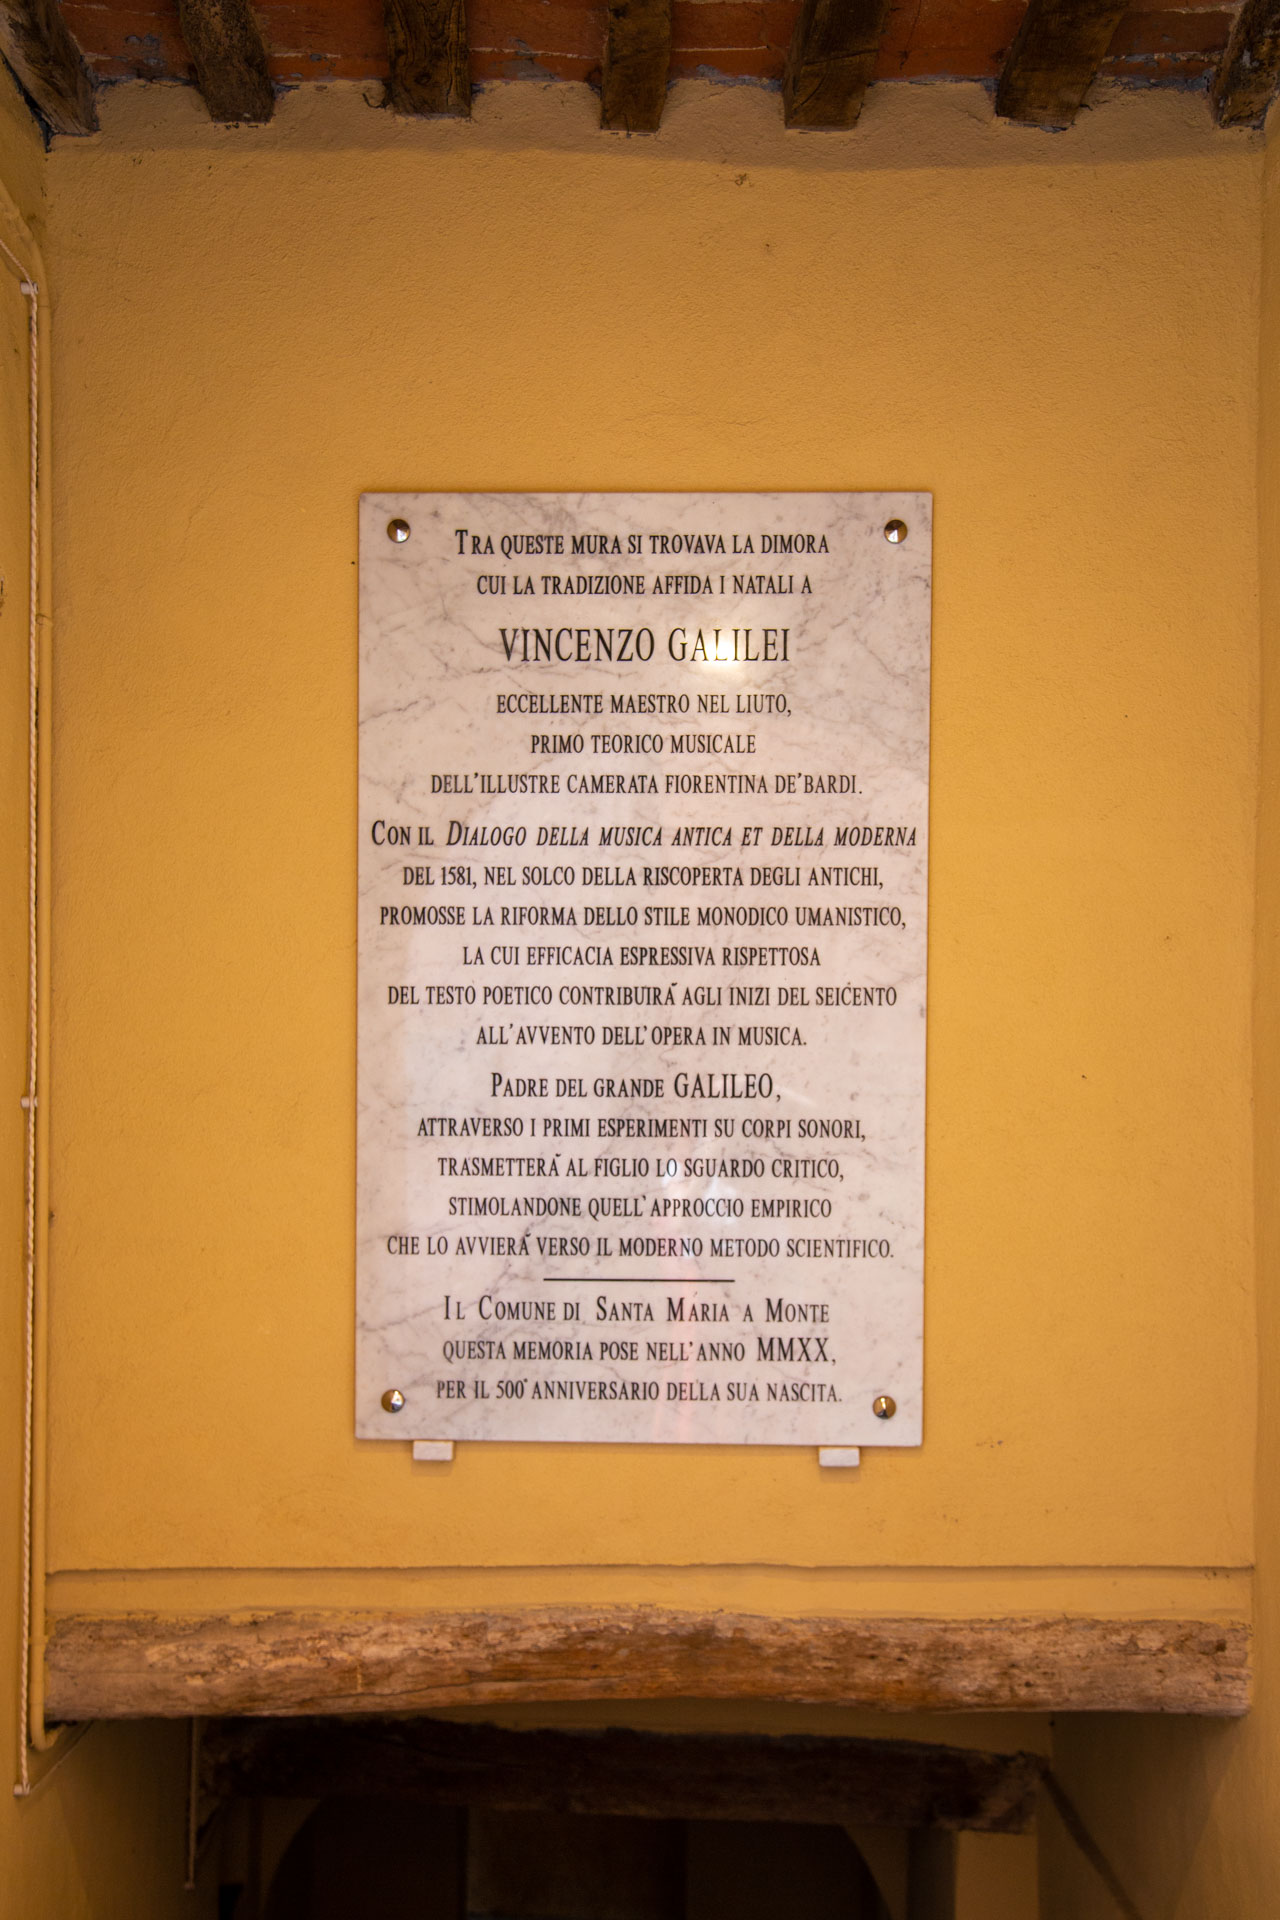 TRA QUESTE MURA SI TROVAVA LA DIMORA
CUI LA TRADIZIONE AFFIDA I NATALI A
VINCENZO GALILEI
ECCELLENTE MAESTRO NEL LIUTO,
PRIMO TEORICO MUSICALE
DELL'ILLUSTRE CAMERATA FIORENTINA DE'BARDI.
CON IL DIALOGO DELLA MUSICA ANTICA ET DELLA MODERNA
DEL 1581, NEL SOLCO DELLA RISCOPERTA DEGLI ANTICHI,
PROMOSSE LA RIFORMA DELLO STILE MONODICO UMANISTICO,
LA CUI EFFICACIA ESPRESSIVA RISPETTOSA
DEL TESTO POETICO CONTRIBUIRÀ AGLI INIZI DEL SEICENTO
ALL'AVVENTO DELL'OPERA IN MUSICA.
PADRE DEL GRANDE GALILEO,
ATTRAVERSO I PRIMI ESPERIMENTI SU CORPI SONORI,
TRASMETTERÀ AL FIGLIO LO SGUARDO CRITICO,
STIMOLANDONE QUELL'APPROCCIO EMPIRICO
CHE LO AVVIERÀ VERSO IL MODERNO METODO SCIENTIFICO.
IL COMUNE DI SANTA MARIA A MONTE
QUESTA MEMORIA POSE NELL'ANNO MMXX,
PER IL 500° ANNIVERSARIO DELLA SUA NASCITA.